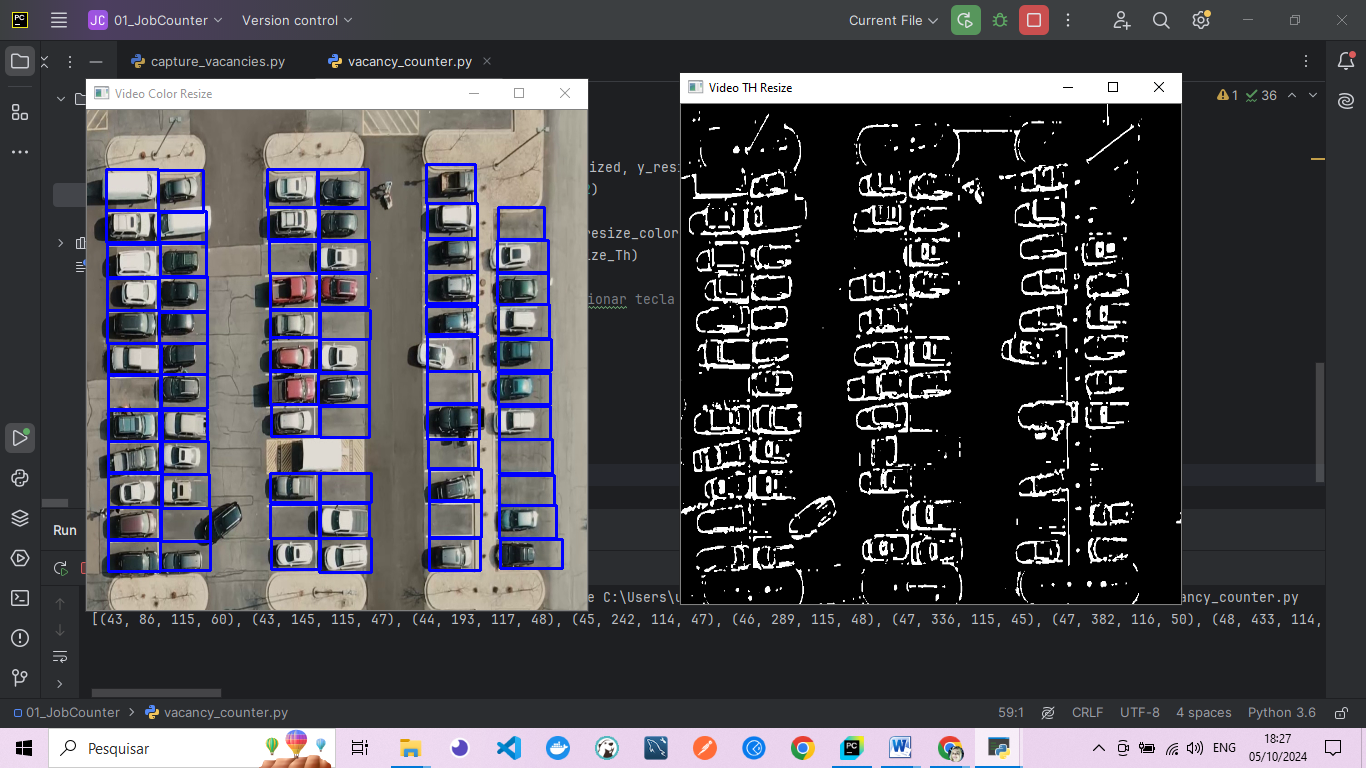 PC
JC 01_JobCounter
Version control
Current File
capture_vacancies.py
vacancy_counter.py
Video Color Resize
Video TH Resize
1 36
ized, y_resi
2)
resize_color
ize_Th)
ionar tecla
Run
e C:\Users\u
acancy_counter.py
[(43, 86, 115, 60), (43, 145, 115, 47), (44, 193, 117, 48), (45, 242, 114, 47), (46, 289, 115, 48), (47, 336, 115, 45), (47, 382, 116, 50), (48, 433, 114,
01_JobCounter > vacancy_counter.py
59:1 CRLF UTF-8 4 spaces Python 3.6
Pesquisar
PC
W
ENG
18:27
05/10/2024